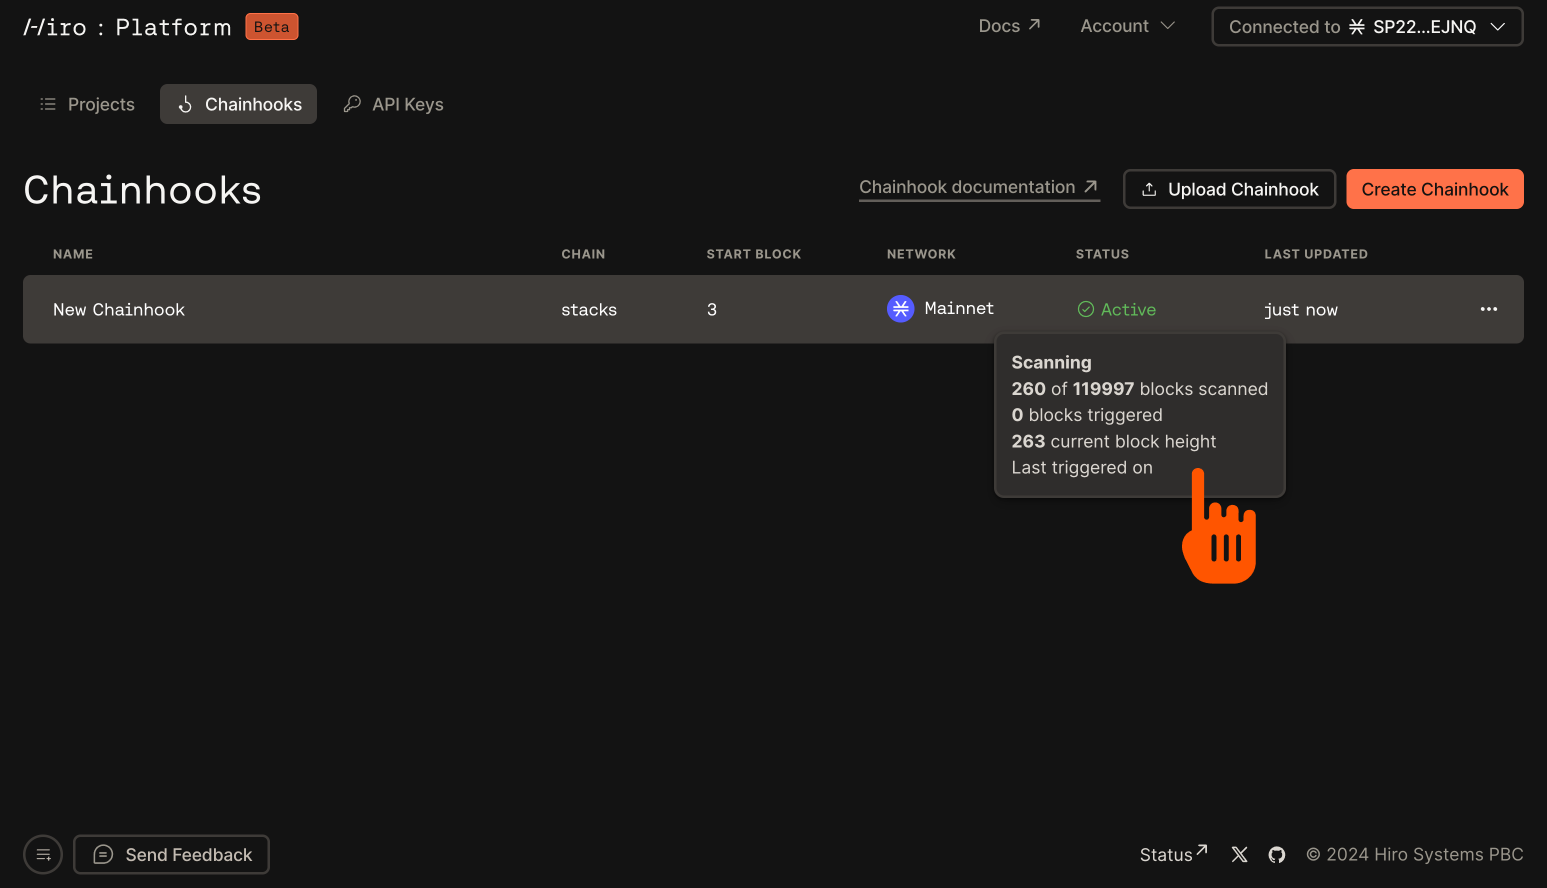 Hiro : Platform Beta
Docs Account Connected to SP22...EJNQ
Projects Chainhooks API Keys
Chainhooks
Chainhook documentation Upload Chainhook Create Chainhook
NAME CHAIN START BLOCK NETWORK STATUS LAST UPDATED
New Chainhook stacks 3 Mainnet Active just now
Scanning
260 of 119997 blocks scanned
0 blocks triggered
263 current block height
Last triggered on
Send Feedback Status © 2024 Hiro Systems PBC